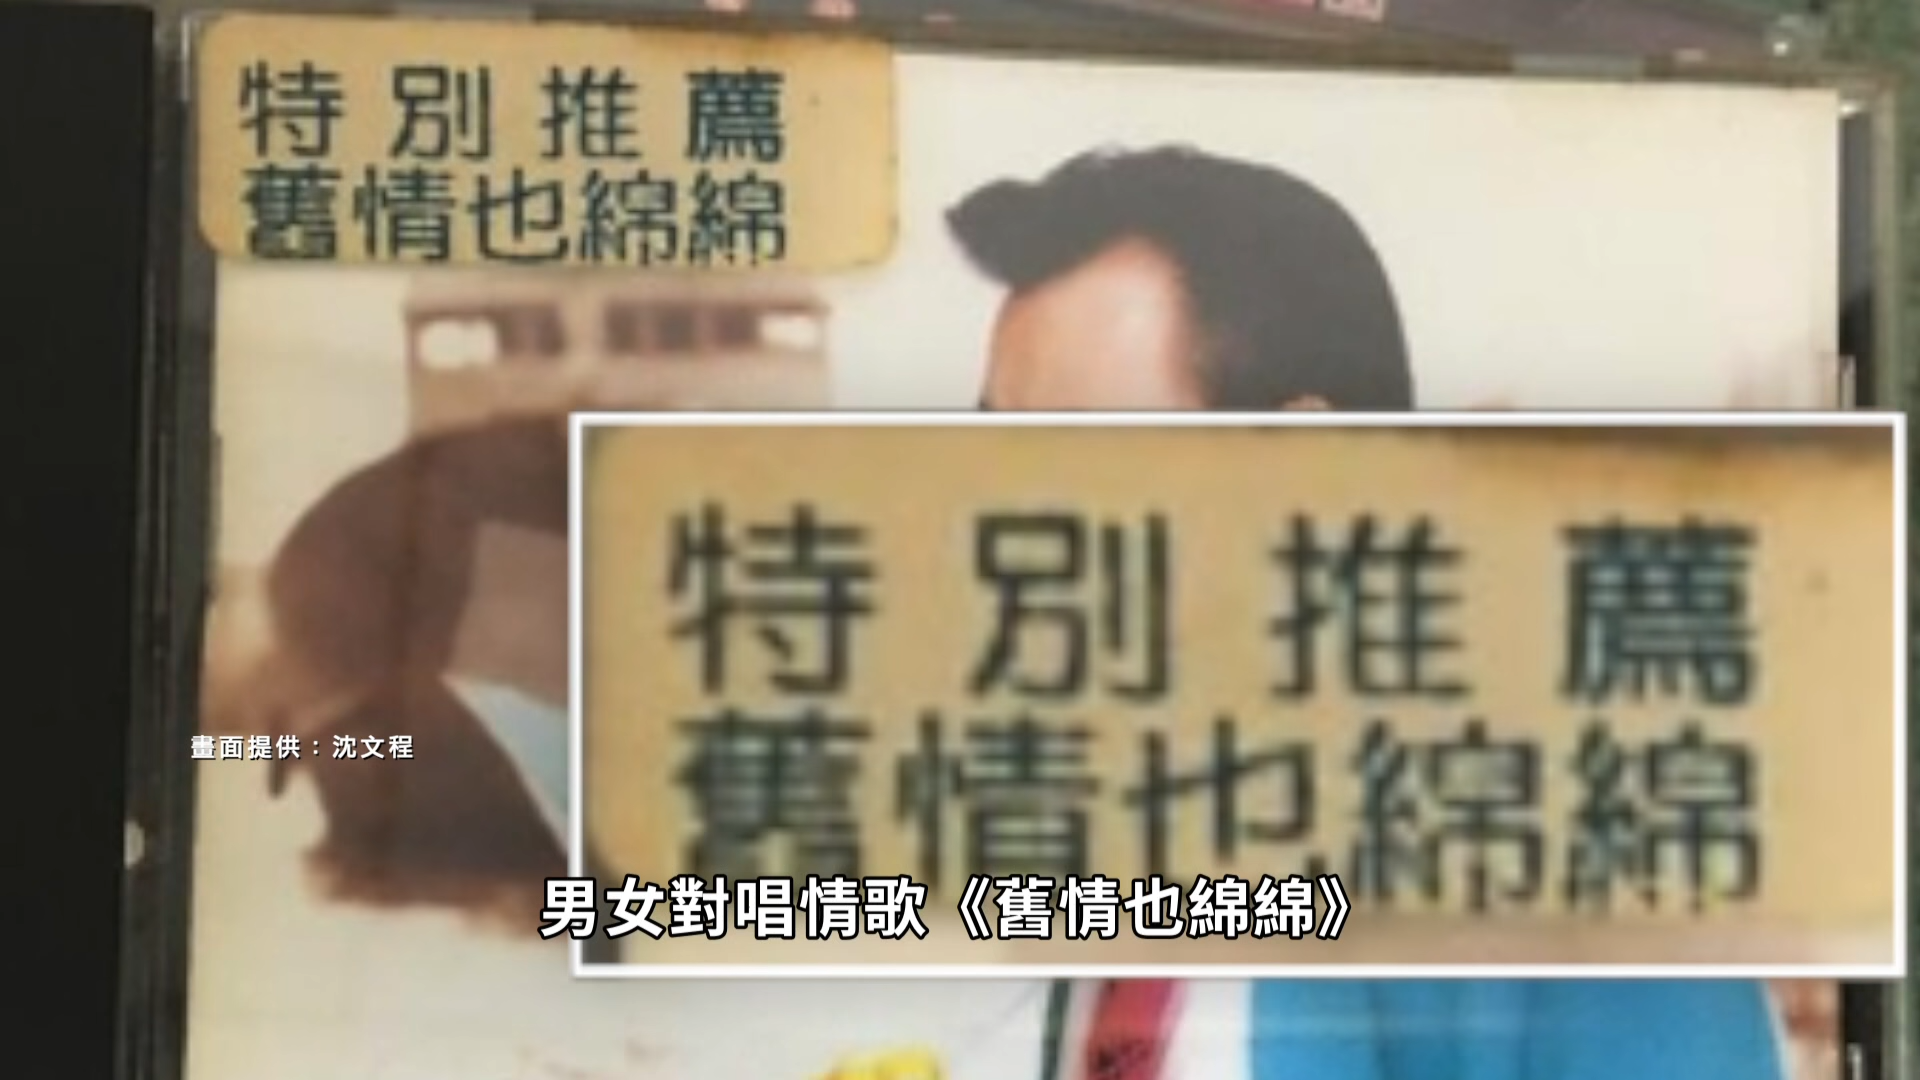 特別推薦
舊情也綿綿
特別推薦
舊情也綿綿
畫面提供：沈文程
男女對唱情歌《舊情也綿綿》